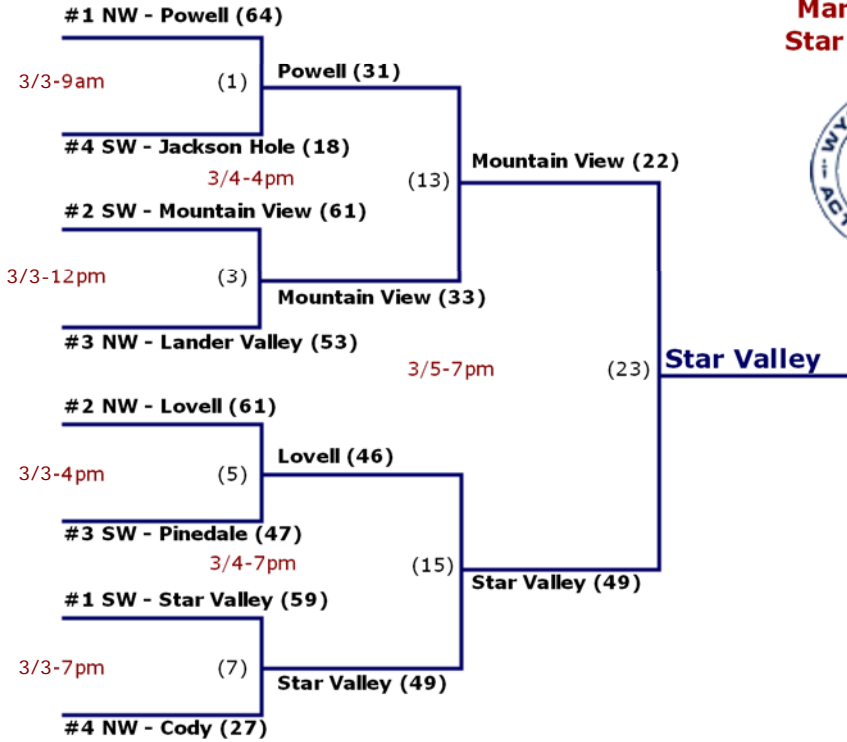 #1 NW - Powell (64)
Star
3/3-9am
(1)
Powell (31)
#4 SW - Jackson Hole (18)
3/4-4pm
(13)
Mountain View (22)
#2 SW - Mountain View (61)
3/3-12pm
(3)
Mountain View (33)
#3 NW - Lander Valley (53)
3/5-7pm
(23)
Star Valley
#2 NW - Lovell (61)
Lovell (46)
3/3-4pm
(5)
#3 SW - Pinedale (47)
3/4-7pm
(15)
Star Valley (49)
#1 SW - Star Valley (59)
3/3-7pm
(7)
Star Valley (49)
#4 NW - Cody (27)